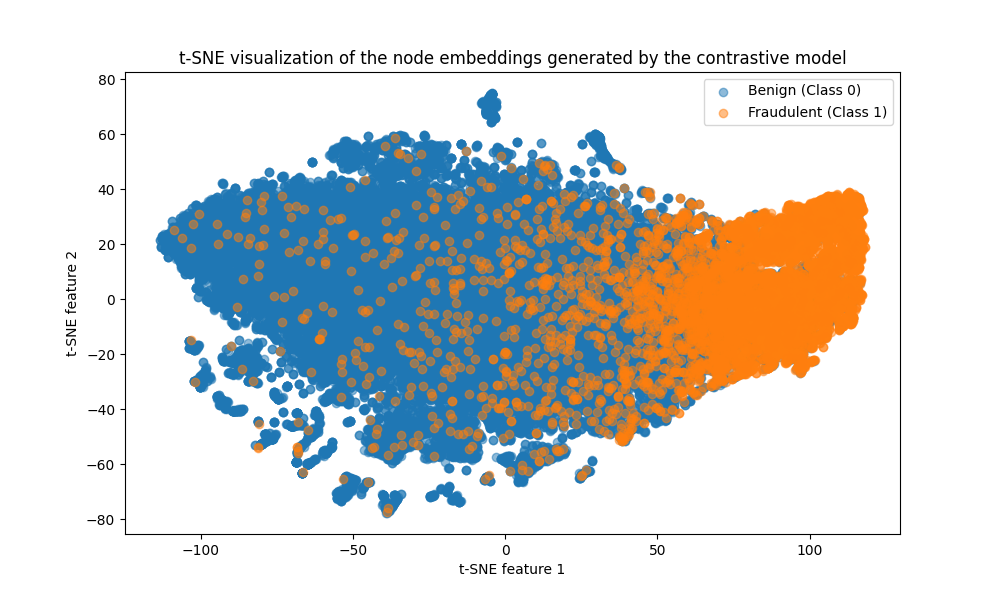 t-SNE visualization of the node embeddings generated by the contrastive model
Benign (Class 0)
Fraudulent (Class 1)
80
60
40
20
0
−20
−40
−60
−80
t-SNE feature 2
−100 −50 0 50 100
t-SNE feature 1